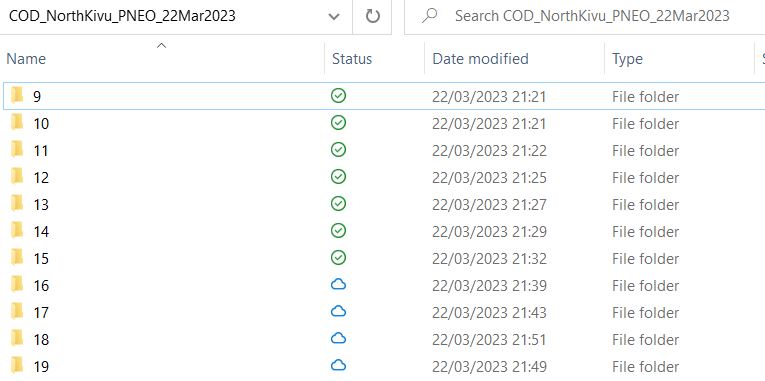 COD_NorthKivu_PNEO_22Mar2023 Search COD_NorthKivu_PNEO_22Mar2023
Name Status Date modified Type S
9 22/03/2023 21:21 File folder
10 22/03/2023 21:21 File folder
11 22/03/2023 21:22 File folder
12 22/03/2023 21:25 File folder
13 22/03/2023 21:27 File folder
14 22/03/2023 21:29 File folder
15 22/03/2023 21:32 File folder
16 22/03/2023 21:39 File folder
17 22/03/2023 21:43 File folder
18 22/03/2023 21:51 File folder
19 22/03/2023 21:49 File folder